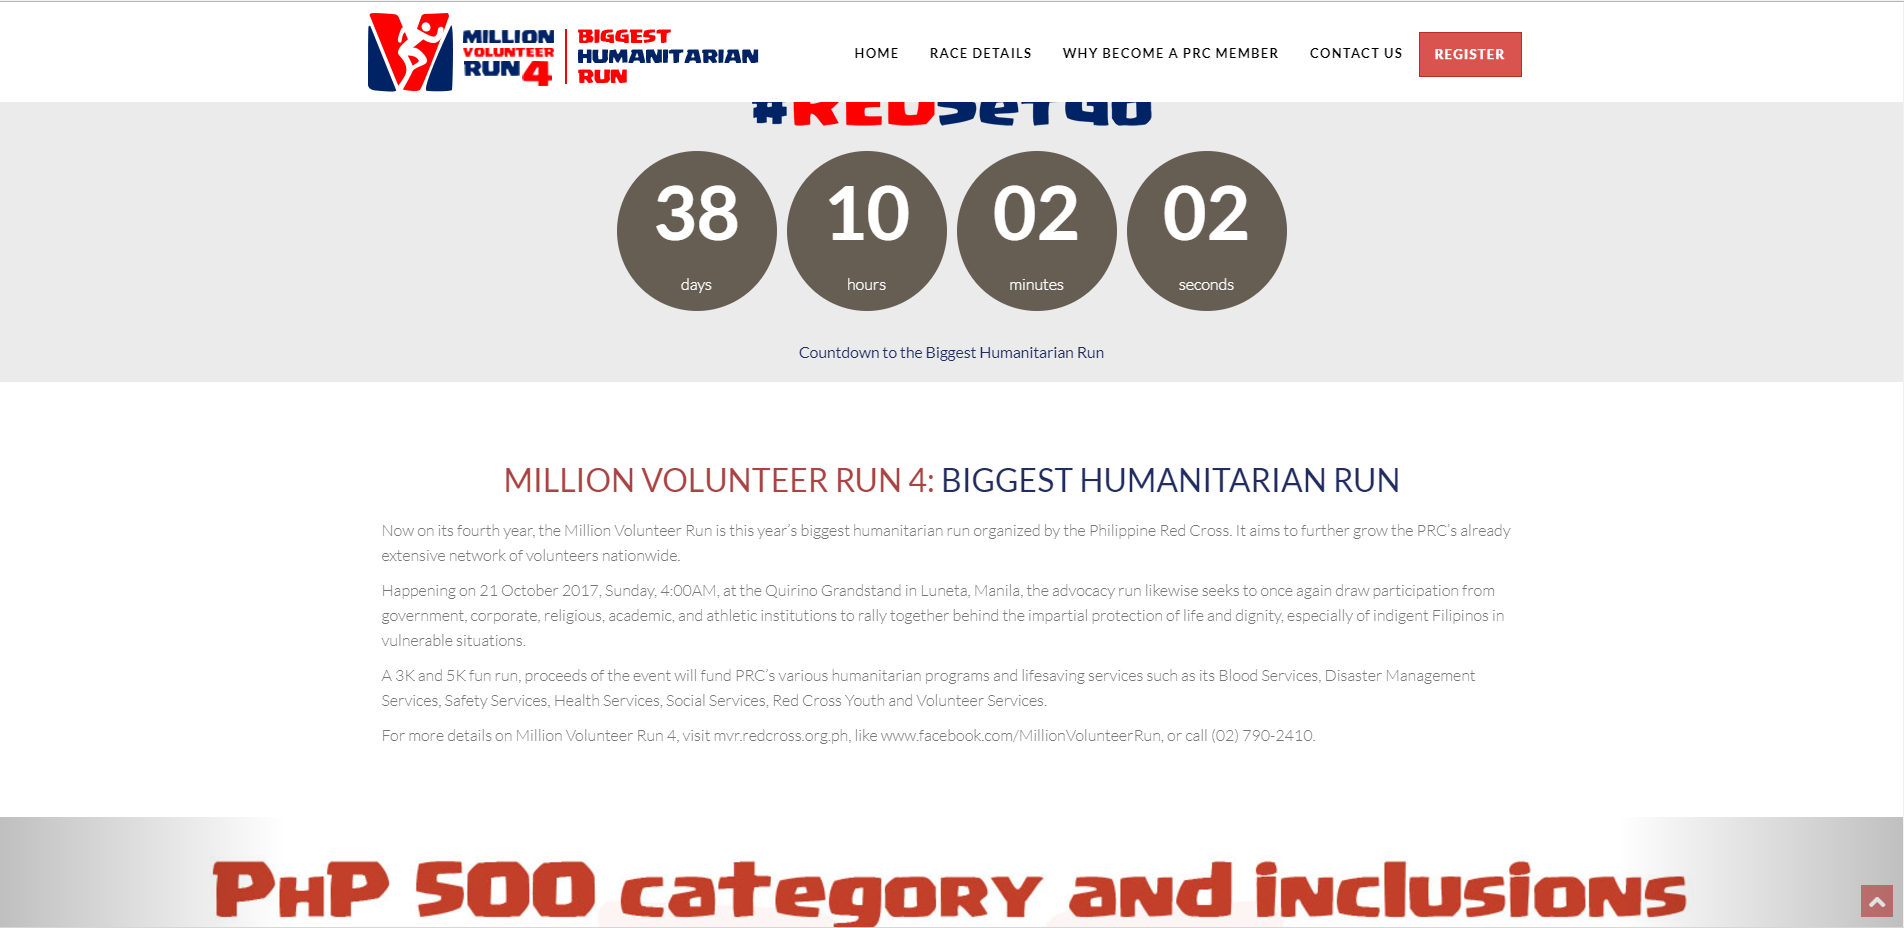 MILLION
VOLUNTEER
RUN 4
BIGGEST
HUMANITARIAN
RUN
HOME RACE DETAILS WHY BECOME A PRC MEMBER CONTACT US REGISTER
#REDSetGo
38 10 02 02
days hours minutes seconds
Countdown to the Biggest Humanitarian Run
MILLION VOLUNTEER RUN 4: BIGGEST HUMANITARIAN RUN
Now on its fourth year, the Million Volunteer Run is this year’s biggest humanitarian run organized by the Philippine Red Cross. It aims to further grow the PRC’s already
extensive network of volunteers nationwide.
Happening on 21 October 2017, Sunday, 4:00AM, at the Quirino Grandstand in Luneta, Manila, the advocacy run likewise seeks to once again draw participation from
government, corporate, religious, academic, and athletic institutions to rally together behind the impartial protection of life and dignity, especially of indigent Filipinos in
vulnerable situations.
A 3K and 5K fun run, proceeds of the event will fund PRC’s various humanitarian programs and lifesaving services such as its Blood Services, Disaster Management
Services, Safety Services, Health Services, Social Services, Red Cross Youth and Volunteer Services.
For more details on Million Volunteer Run 4, visit mvr.redcross.org.ph, like www.facebook.com/MillionVolunteerRun, or call (02) 790-2410.
PHP 500 category and inclusions